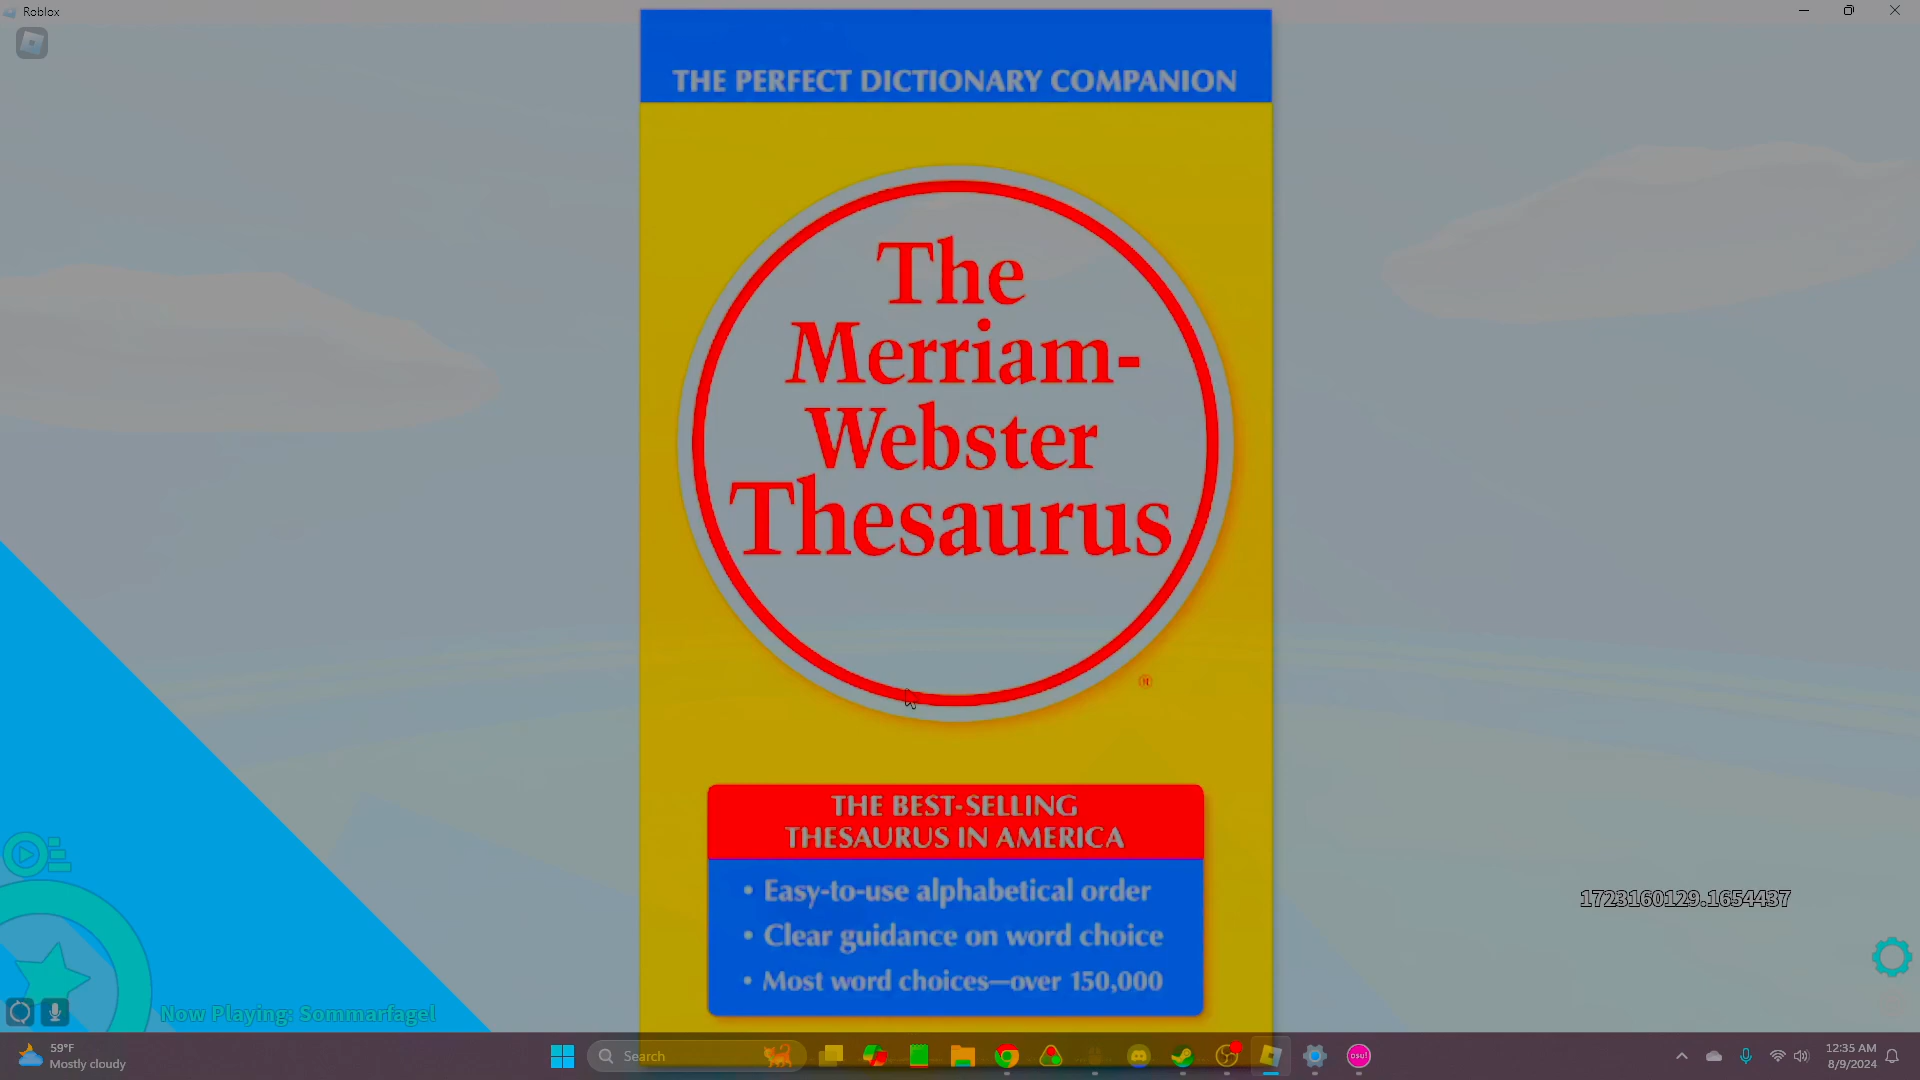 Roblox
THE PERFECT DICTIONARY COMPANION
The
Merriam-
Webster
Thesaurus
®
THE BEST-SELLING
THESAURUS IN AMERICA
• Easy-to-use alphabetical order
• Clear guidance on word choice
• Most word choices—over 150,000
1723160129.1654437
Now Playing: Sommarfagel
59°F
Mostly cloudy
Search
osu!
12:35 AM
8/9/2024